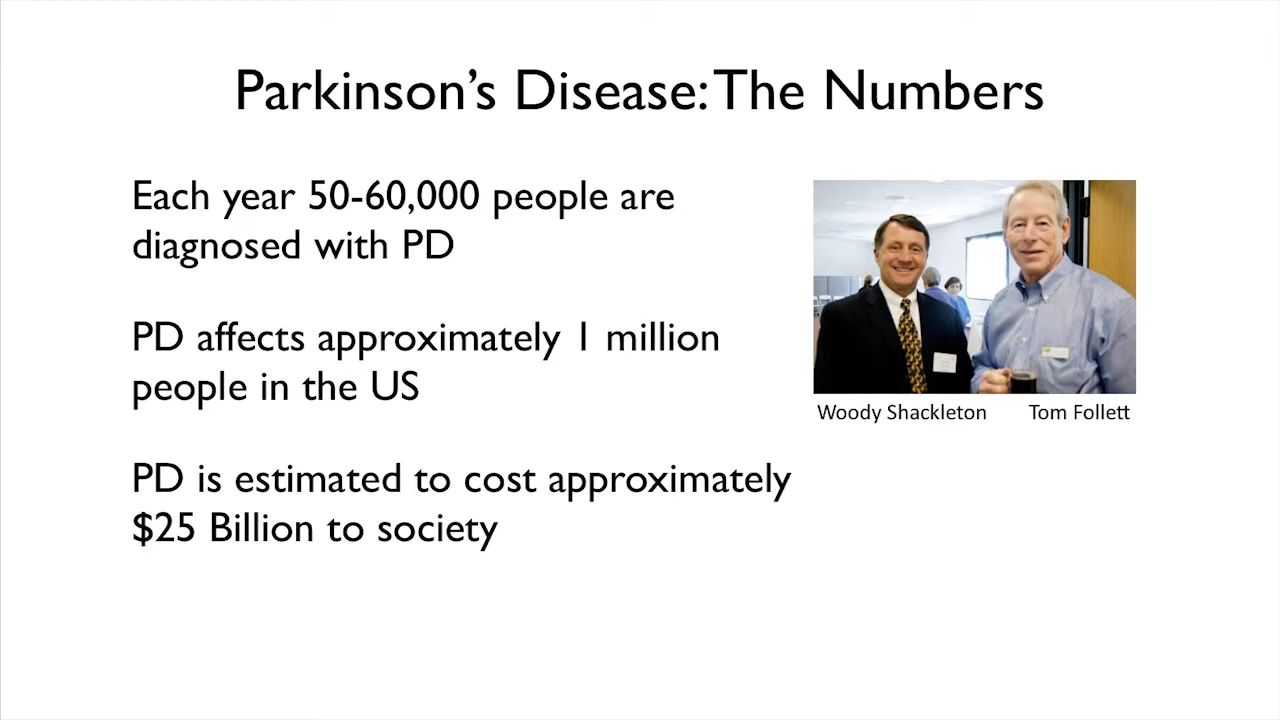 Parkinson's Disease: The Numbers
Each year 50-60,000 people are
diagnosed with PD
PD affects approximately 1 million
people in the US
PD is estimated to cost approximately
$25 Billion to society
Woody Shackleton
Tom Follett